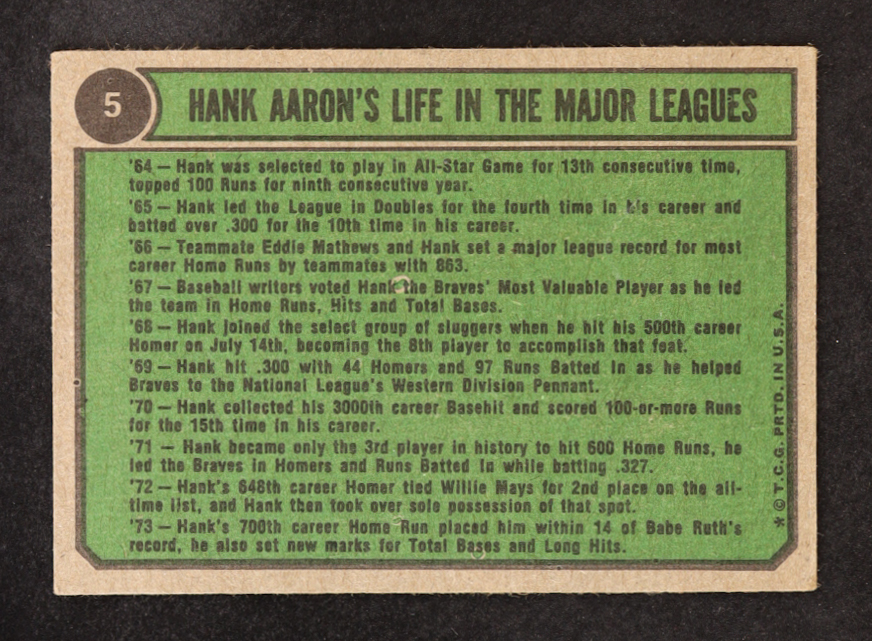 5
HANK AARON'S LIFE IN THE MAJOR LEAGUES
'64 — Hank was selected to play in All-Star Game for 13th consecutive time,
topped 100 Runs for ninth consecutive year.
'65 — Hank led the League in Doubles for the fourth time in his career and
batted over .300 for the 10th time in his career.
'66 — Teammate Eddie Mathews and Hank set a major league record for most
career Home Runs by teammates with 863.
'67 — Baseball writers voted Hank the Braves' Most Valuable Player as he led
the team in Home Runs, Hits and Total Bases.
'68 — Hank joined the select group of sluggers when he hit his 500th career
Homer on July 14th, becoming the 8th player to accomplish that feat.
'69 — Hank hit .300 with 44 Homers and 97 Runs Batted In as he helped
Braves to the National League's Western Division Pennant.
'70 — Hank collected his 3000th career Basehit and scored 100-or-more Runs
for the 15th time in his career.
'71 — Hank became only the 3rd player in history to hit 600 Home Runs, he
led the Braves in Homers and Runs Batted In while batting .327.
'72 — Hank's 648th career Homer tied Willie Mays for 2nd place on the all-
time list, and Hank then took over sole possession of that spot.
'73 — Hank's 700th career Home Run placed him within 14 of Babe Ruth's
record, he also set new marks for Total Bases and Long Hits.
*©T.C.G. PRTD. IN U.S.A.